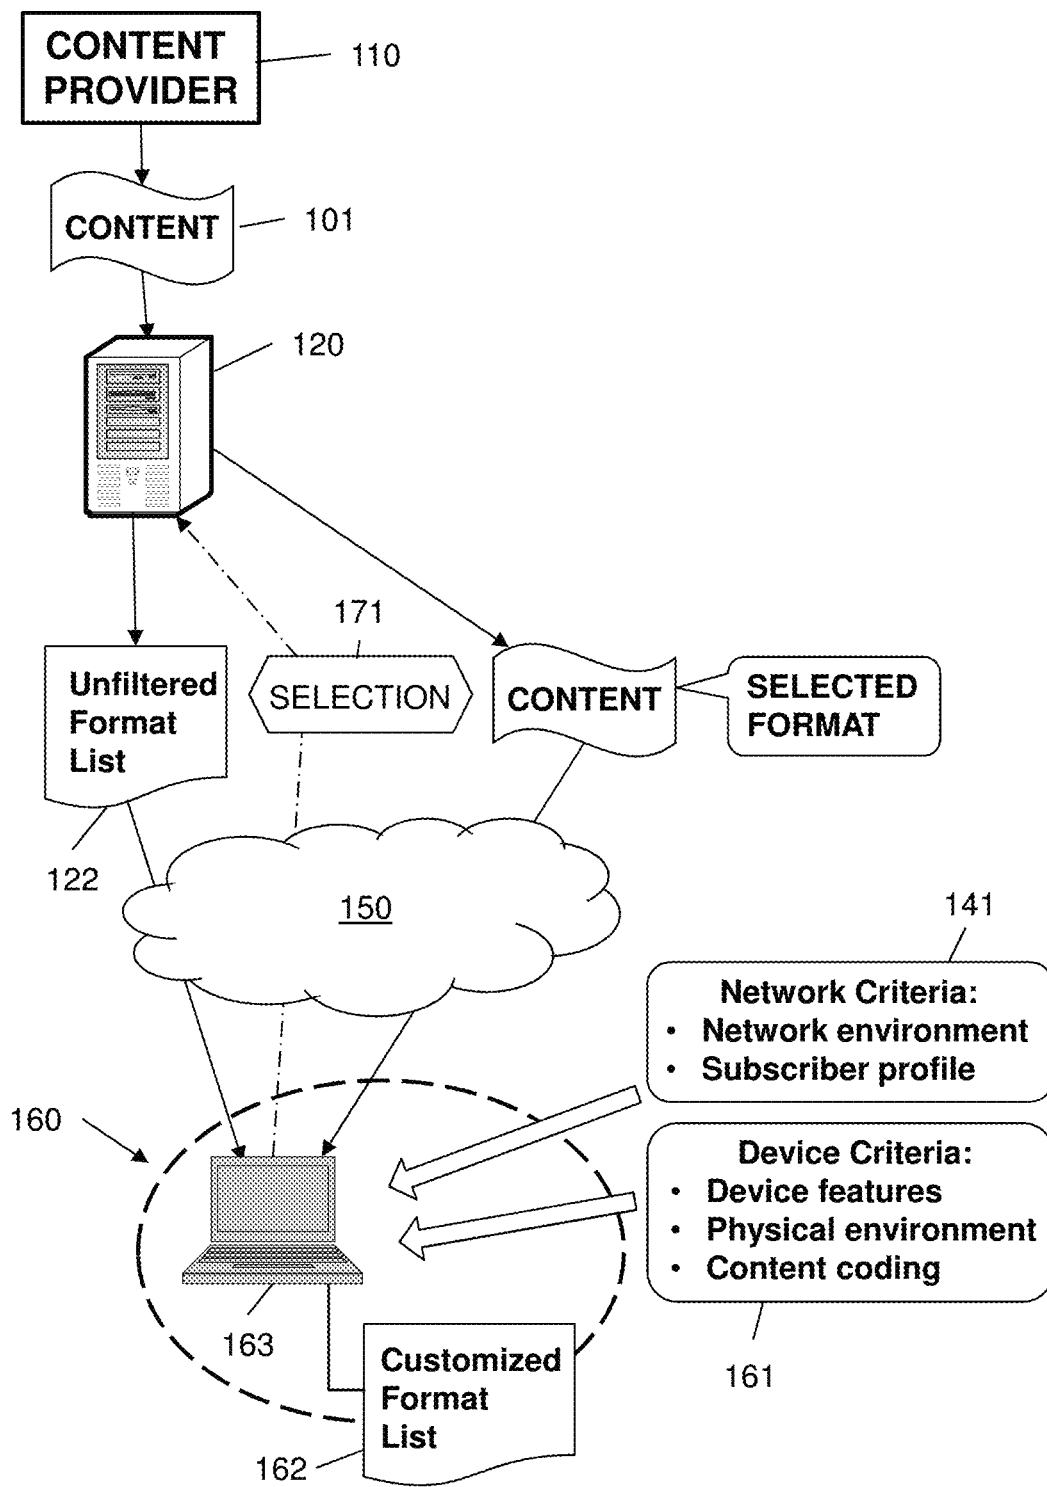 CONTENT
PROVIDER
110
CONTENT
101
120
171
Unfiltered
Format
List
SELECTION
CONTENT
SELECTED
FORMAT
122
150
141
Network Criteria:
• Network environment
• Subscriber profile
160
Device Criteria:
• Device features
• Physical environment
• Content coding
163
161
Customized
Format
List
162